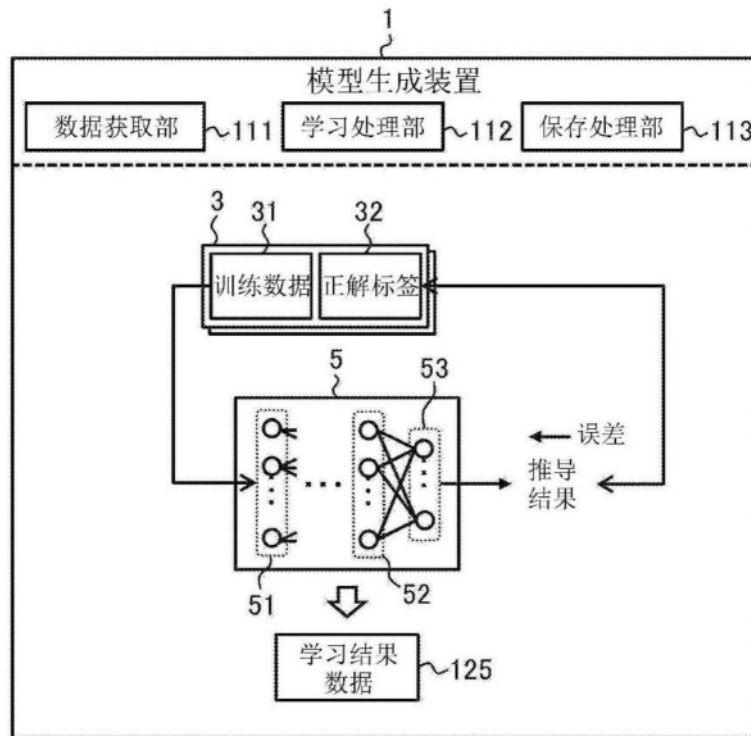 1
模型生成装置
数据获取部 111
学习处理部 112
保存处理部 113
3
31
32
训练数据
正解标签
5
53
误差
推导
结果
51
52
学习结果
数据
125